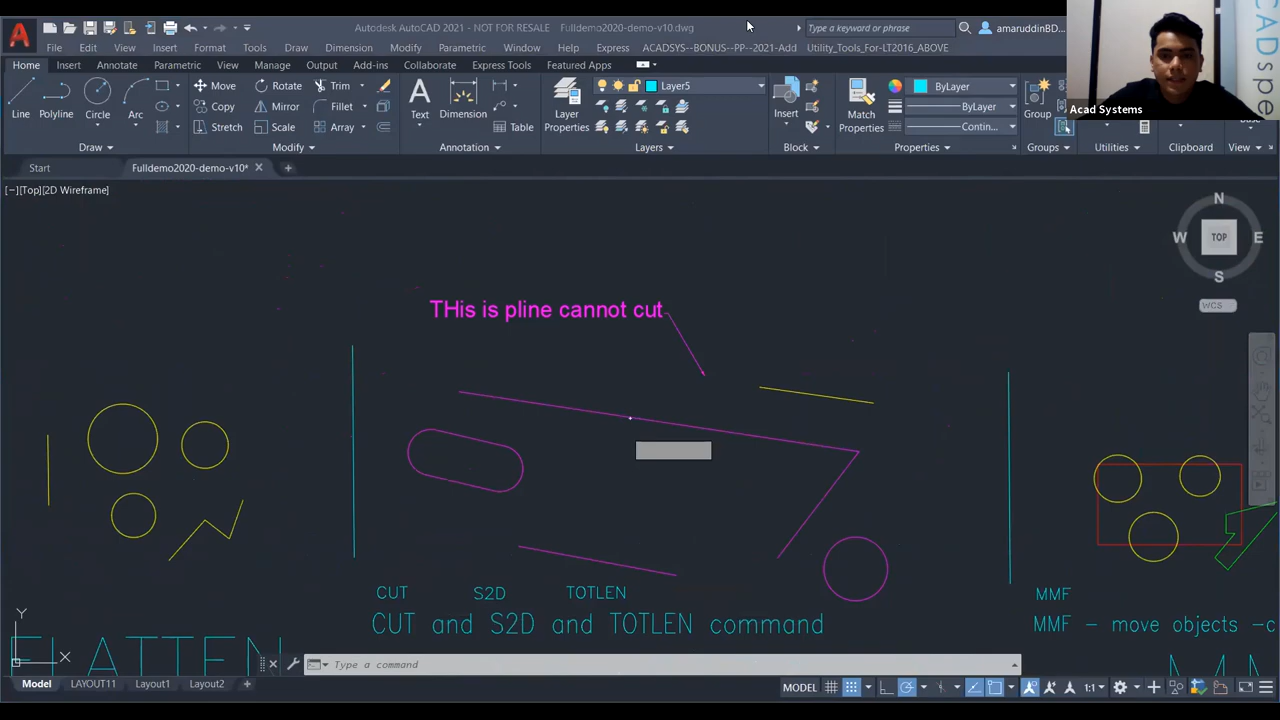 Autodesk AutoCAD 2021 - NOT FOR RESALE Fulldemo2020-demo-v10.dwg
Type a keyword or phrase
amaruddinBD...
File Edit View Insert Format Tools Draw Dimension Modify Parametric Window Help Express ACADSYS--BONUS--PP--2021-Add Utility_Tools_For-LT2016_ABOVE
Home Insert Annotate Parametric View Manage Output Add-ins Collaborate Express Tools Featured Apps
Acad Systems
ACADspe
Move Rotate Trim
Copy Mirror Fillet
Stretch Scale Array
Line Polyline Circle Arc
Text Dimension
Table
Layer
Properties
Layer5
Insert
Match
Properties
ByLayer
ByLayer
Contin...
Group
Base
Draw Modify Annotation Layers Block Properties Groups Utilities Clipboard View
Start Fulldemo2020-demo-v10*
[−][Top][2D Wireframe]
N
W TOP E
S
WCS
THis is pline cannot cut
CUT S2D TOTLEN
CUT and S2D and TOTLEN command
MMF
MMF - move objects -c
FLATTEN
Y
X
Type a command
Model LAYOUT11 Layout1 Layout2
MODEL 1:1